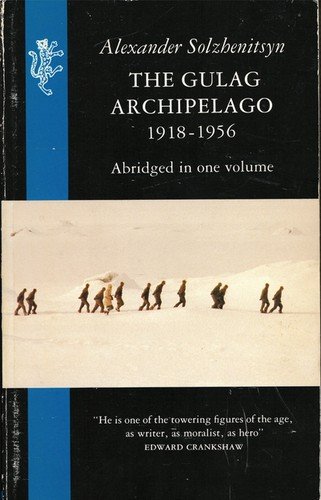 Alexander Solzhenitsyn
THE GULAG
ARCHIPELAGO
1918-1956
Abridged in one volume
"He is one of the towering figures of the age,
as writer, as moralist, as hero"
EDWARD CRANKSHAW